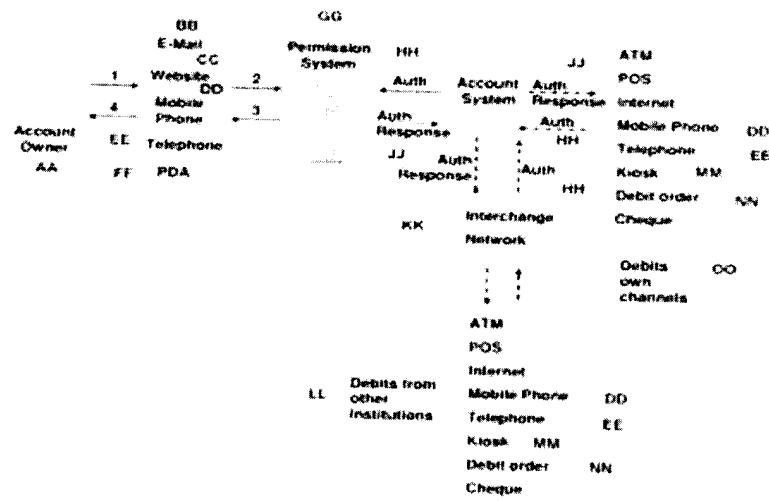 GG
BB
E-Mail
CC
Permission
System
HH
JJ
ATM
1
Website
2
DD
Auth
Account
System
Auth
Response
POS
Internet
4
Mobile
Phone
3
Auth
Response
Auth
HH
Mobile Phone DD
Account
Owner
AA
EE
Telephone
JJ
Auth
Response
Auth
HH
Telephone EE
FF
PDA
Kiosk MM
Debit order NN
Cheque
KK
Interchange
Network
Debits
own
channels
OO
ATM
POS
Internet
LL
Debits from
other
Institutions
Mobile Phone DD
Telephone EE
Kiosk MM
Debit order NN
Cheque